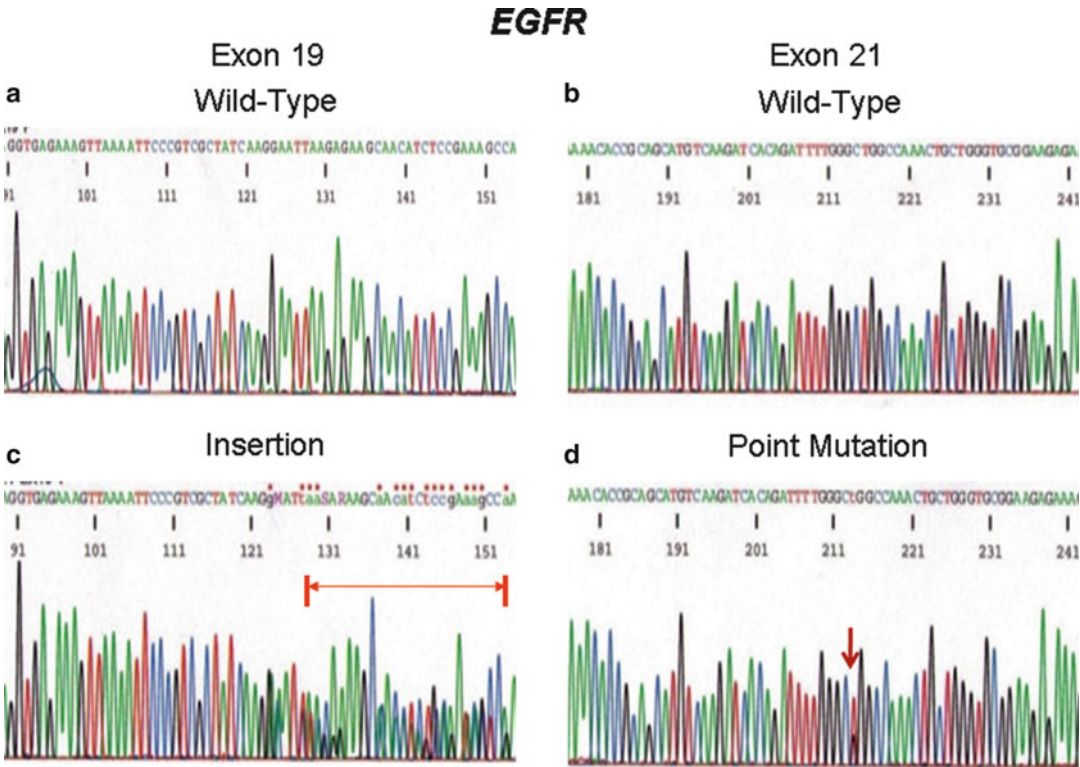 EGFR
Exon 19
Exon 21
a
Wild-Type
b
Wild-Type
GGTGAGAAAGTTAAAATTCCCGTCGCTATCAAGGAATTAAGAGAAGCAACATCTCCGAAAGCCA
91 101 111 121 131 141 151
AAACACCGCAGCATGTCAAGATCACAGATTTTGGGCTGGCCAAACTGCTGGGTGCGGAAGAGA
181 191 201 211 221 231 241
c
Insertion
d
Point Mutation
GGTGAGAAAGTTAAAATTCCCGTCGCTATCAAGgMATtaaSARAAGCaAcatCtccgAaagCCaA
91 101 111 121 131 141 151
AAACACCGCAGCATGTCAAGATCACAGATTTTGGGCtGGCCAAACTGCTGGGTGCGGAAGAGAAAG
181 191 201 211 221 231 241